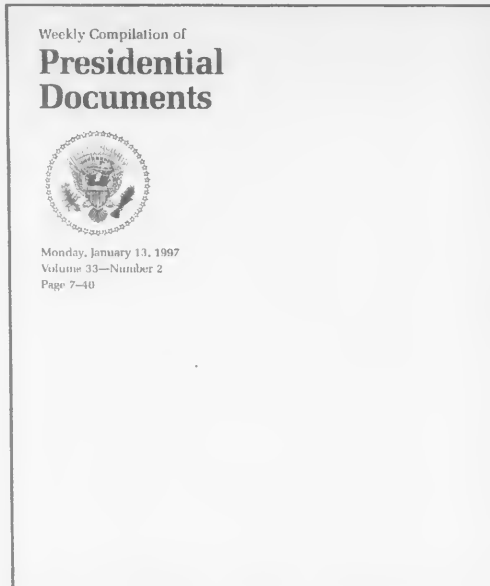 Weekly Compilation of
Presidential
Documents
Monday, January 13, 1997
Volume 33—Number 2
Page 7–40